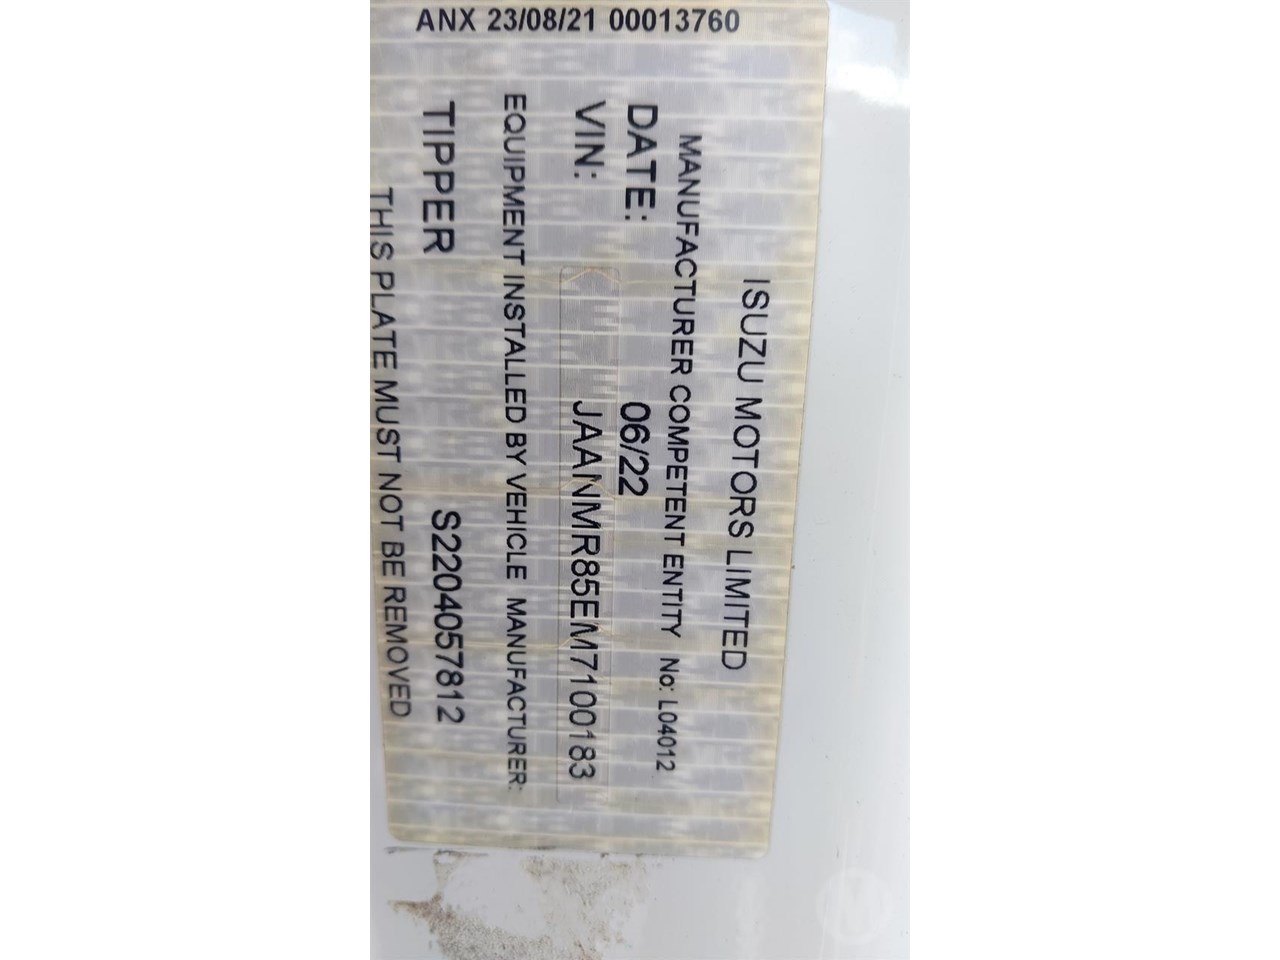 ANX 23/08/21 00013760
ISUZU MOTORS LIMITED
MANUFACTURER COMPETENT ENTITY No: L04012
DATE: 06/22
VIN: JAANMR85EM7100183
EQUIPMENT INSTALLED BY VEHICLE MANUFACTURER:
TIPPER S2204057812
THIS PLATE MUST NOT BE REMOVED